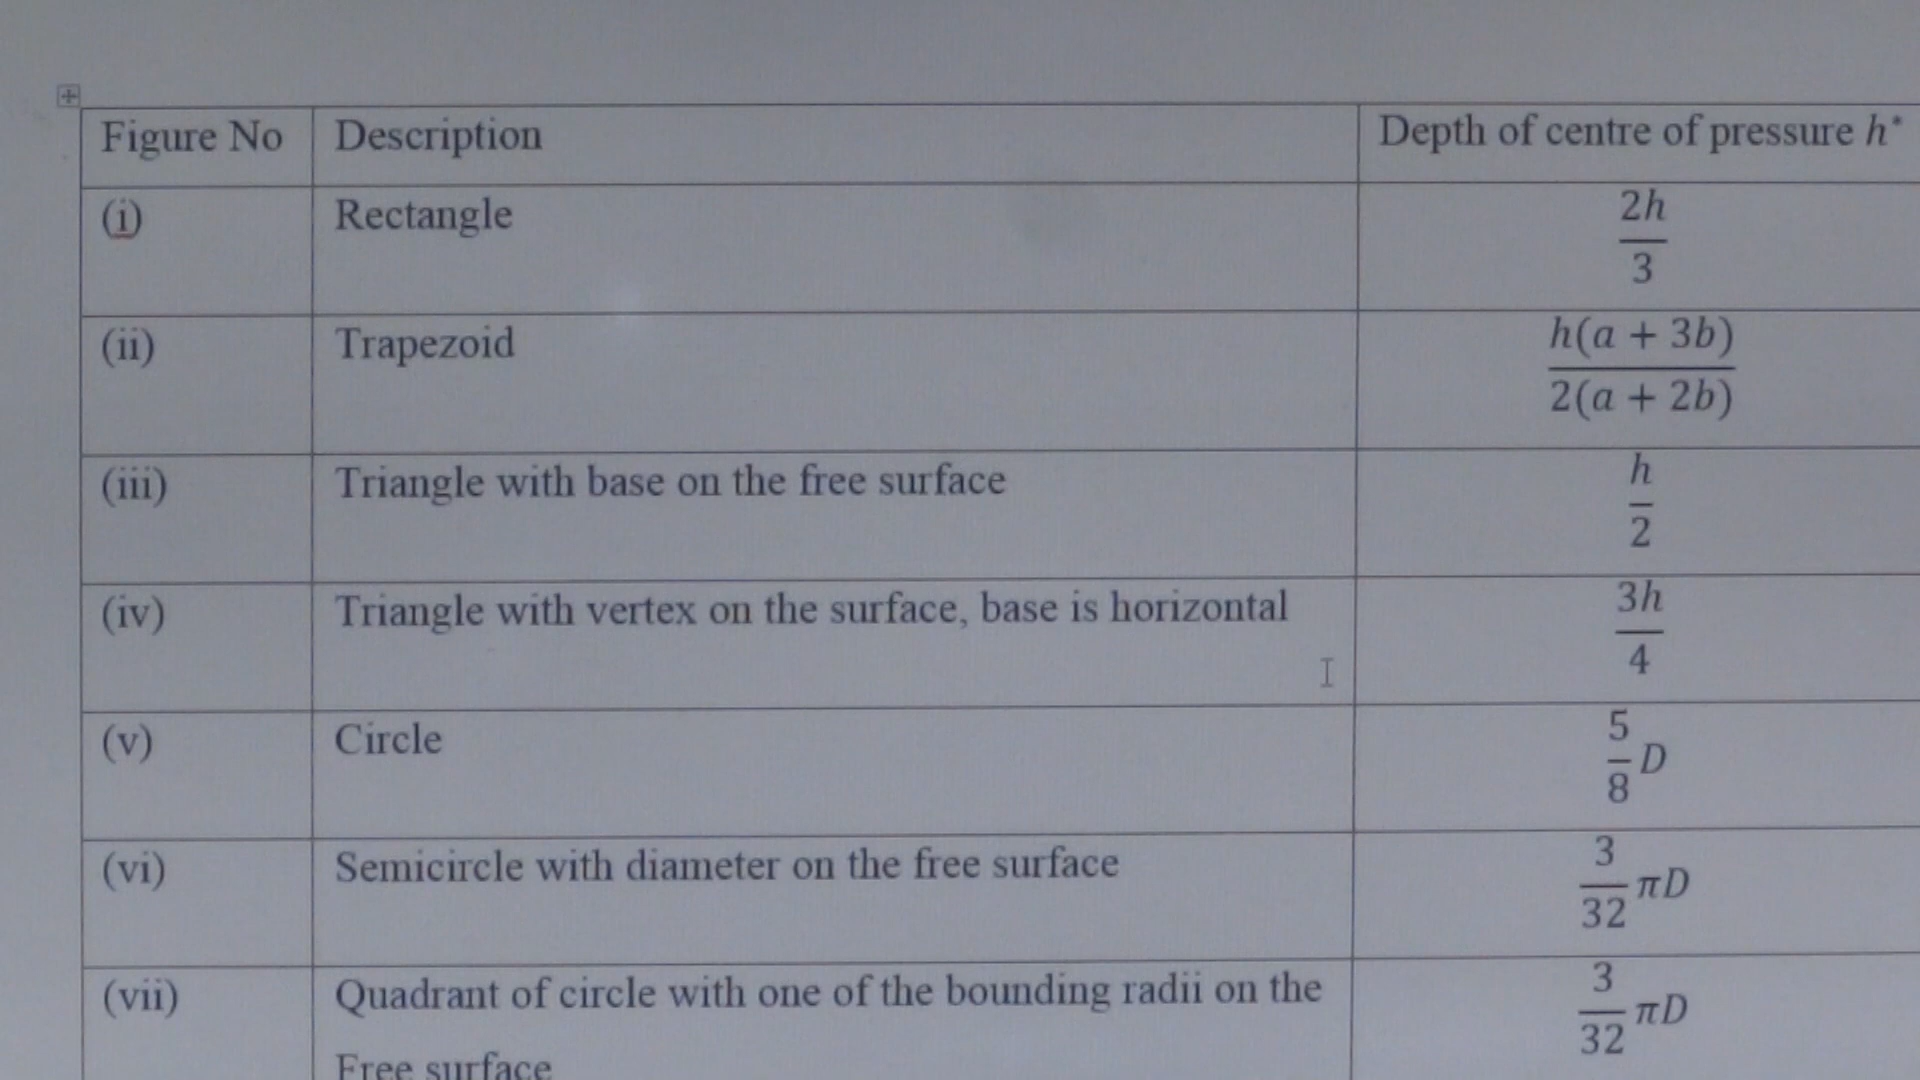 Figure No Description Depth of centre of pressure h*
(i) Rectangle 2h/3
(ii) Trapezoid h(a + 3b)/2(a + 2b)
(iii) Triangle with base on the free surface h/2
(iv) Triangle with vertex on the surface, base is horizontal 3h/4
(v) Circle 5/8 D
(vi) Semicircle with diameter on the free surface 3/32 πD
(vii) Quadrant of circle with one of the bounding radii on the 3/32 πD
Free surface